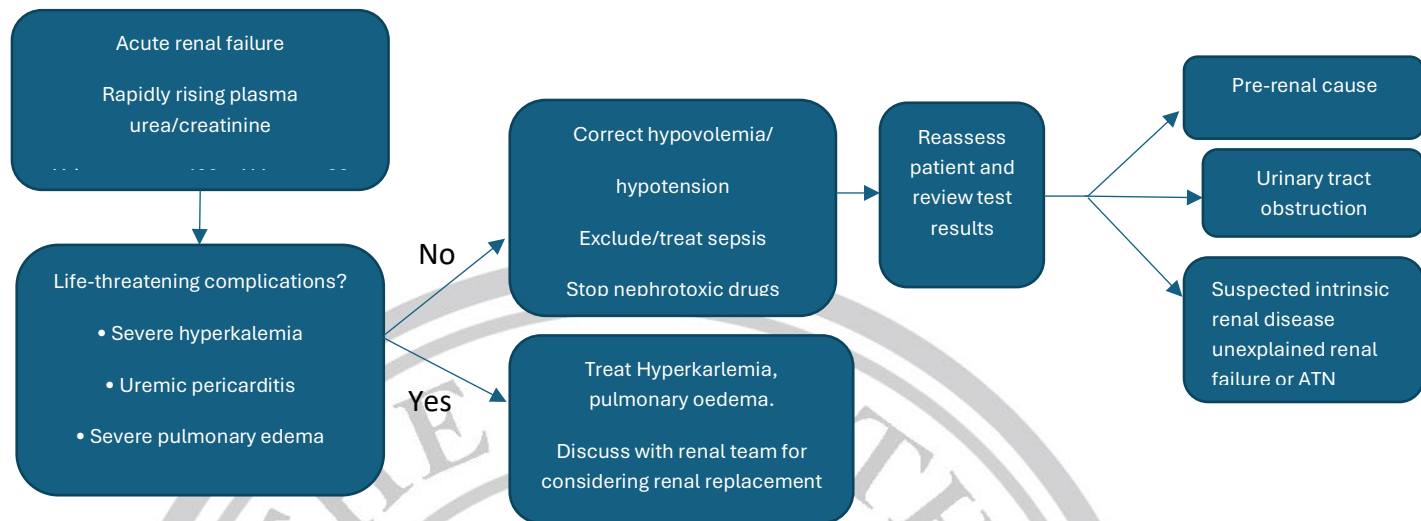 Acute renal failure
Rapidly rising plasma
urea/creatinine
Life-threatening complications?
• Severe hyperkalemia
• Uremic pericarditis
• Severe pulmonary edema
No
Yes
Correct hypovolemia/
hypotension
Exclude/treat sepsis
Stop nephrotoxic drugs
Treat Hyperkarlemia,
pulmonary oedema.
Discuss with renal team for
considering renal replacement
Reassess
patient and
review test
results
Pre-renal cause
Urinary tract
obstruction
Suspected intrinsic
renal disease
unexplained renal
failure or ATN